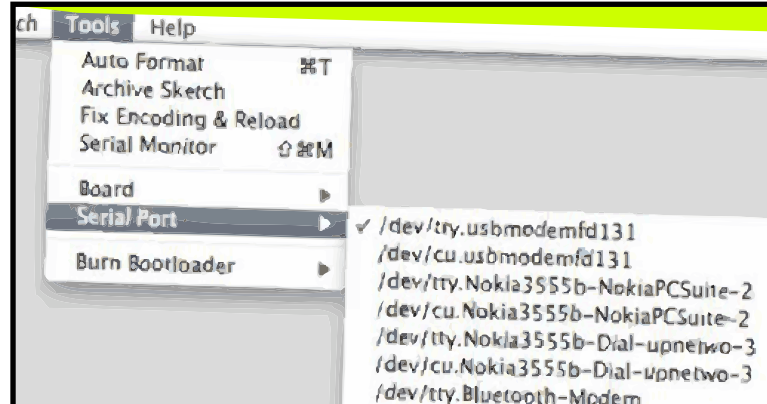 ch Tools Help
Auto Format ⌘T
Archive Sketch
Fix Encoding & Reload
Serial Monitor ⇧⌘M
Board
Serial Port
Burn Bootloader
✓ /dev/tty.usbmodemfd131
/dev/cu.usbmodemfd131
/dev/tty.Nokia3555b-NokiaPCSuite-2
/dev/cu.Nokia3555b-NokiaPCSuite-2
/dev/tty.Nokia3555b-Dial-upnetwo-3
/dev/cu.Nokia3555b-Dial-upnetwo-3
/dev/tty.Bluetooth-Modem